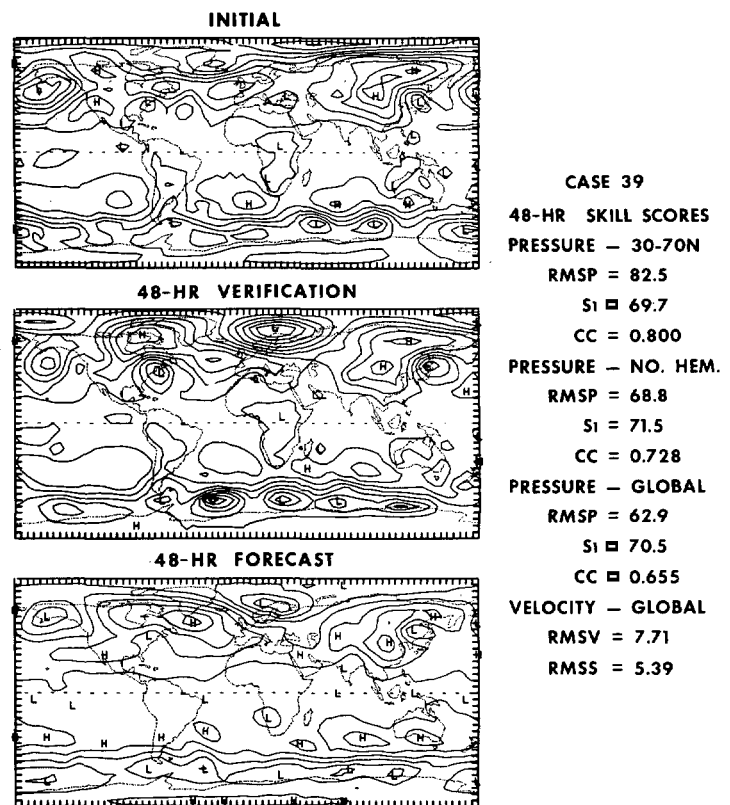 INITIAL
48-HR VERIFICATION
48-HR FORECAST
CASE 39
48-HR SKILL SCORES
PRESSURE — 30-70N
RMSP = 82.5
S1 = 69.7
CC = 0.800
PRESSURE — NO. HEM.
RMSP = 68.8
S1 = 71.5
CC = 0.728
PRESSURE — GLOBAL
RMSP = 62.9
S1 = 70.5
CC = 0.655
VELOCITY — GLOBAL
RMSV = 7.71
RMSS = 5.39